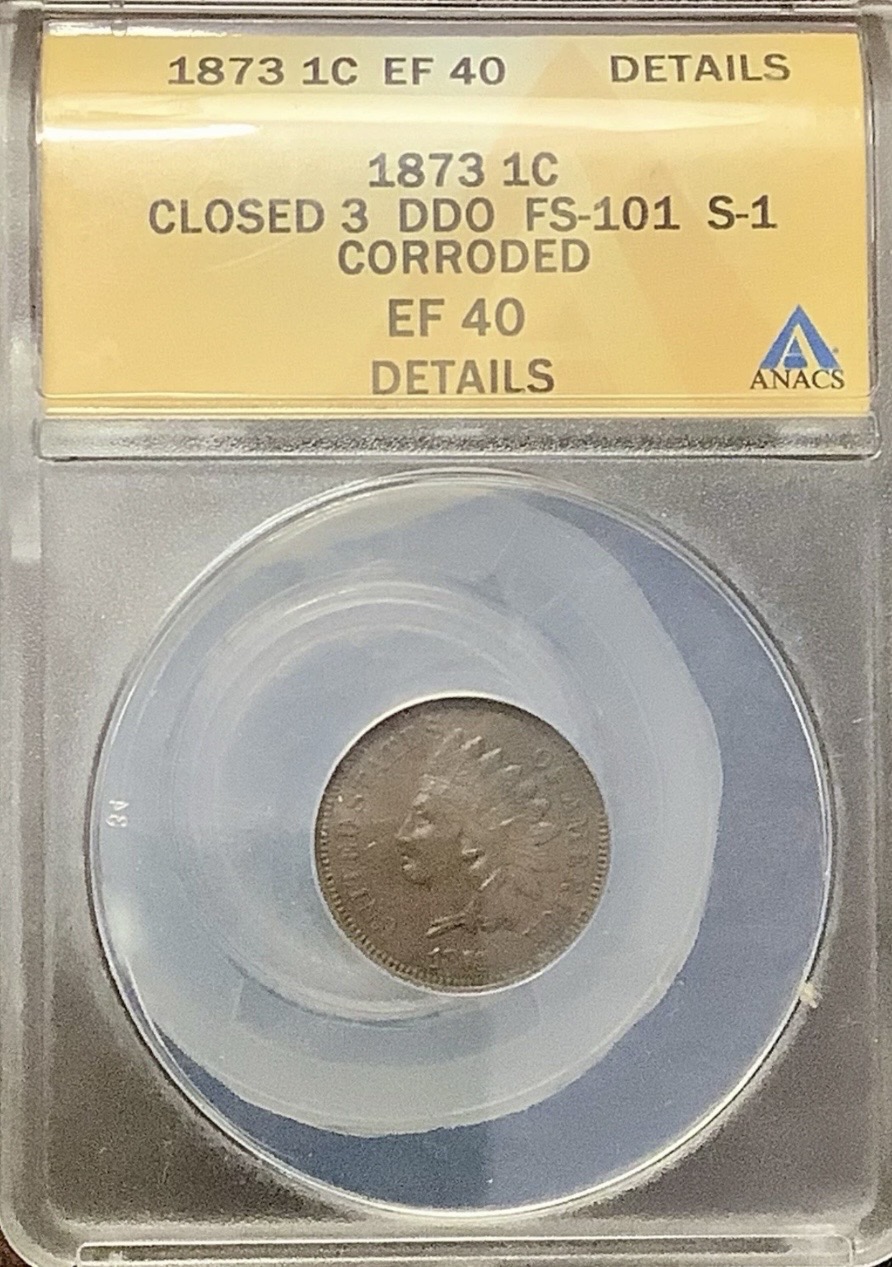 1873 1C EF 40 DETAILS
1873 1C
CLOSED 3 DDO FS-101 S-1
CORRODED
EF 40
DETAILS
ANACS